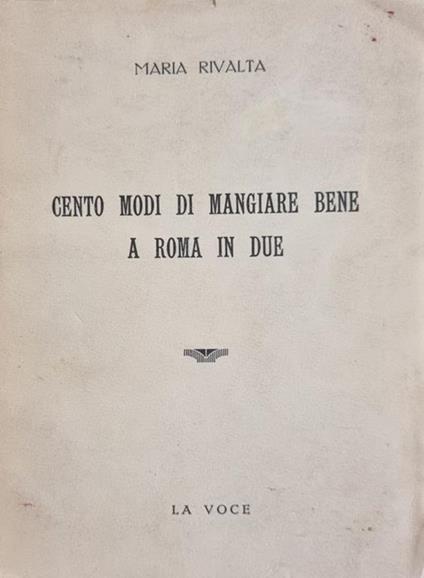 MARIA RIVALTA
CENTO MODI DI MANGIARE BENE
A ROMA IN DUE
LA VOCE